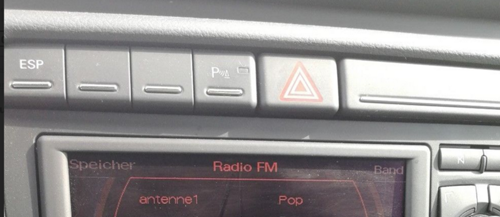 ESP
P
Speicher Radio FM Band
antenne1 Pop
N